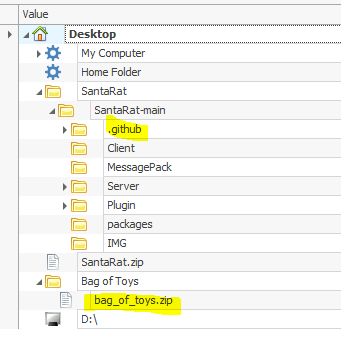 Value
Desktop
My Computer
Home Folder
SantaRat
SantaRat-main
.github
Client
MessagePack
Server
Plugin
packages
IMG
SantaRat.zip
Bag of Toys
bag_of_toys.zip
D:\